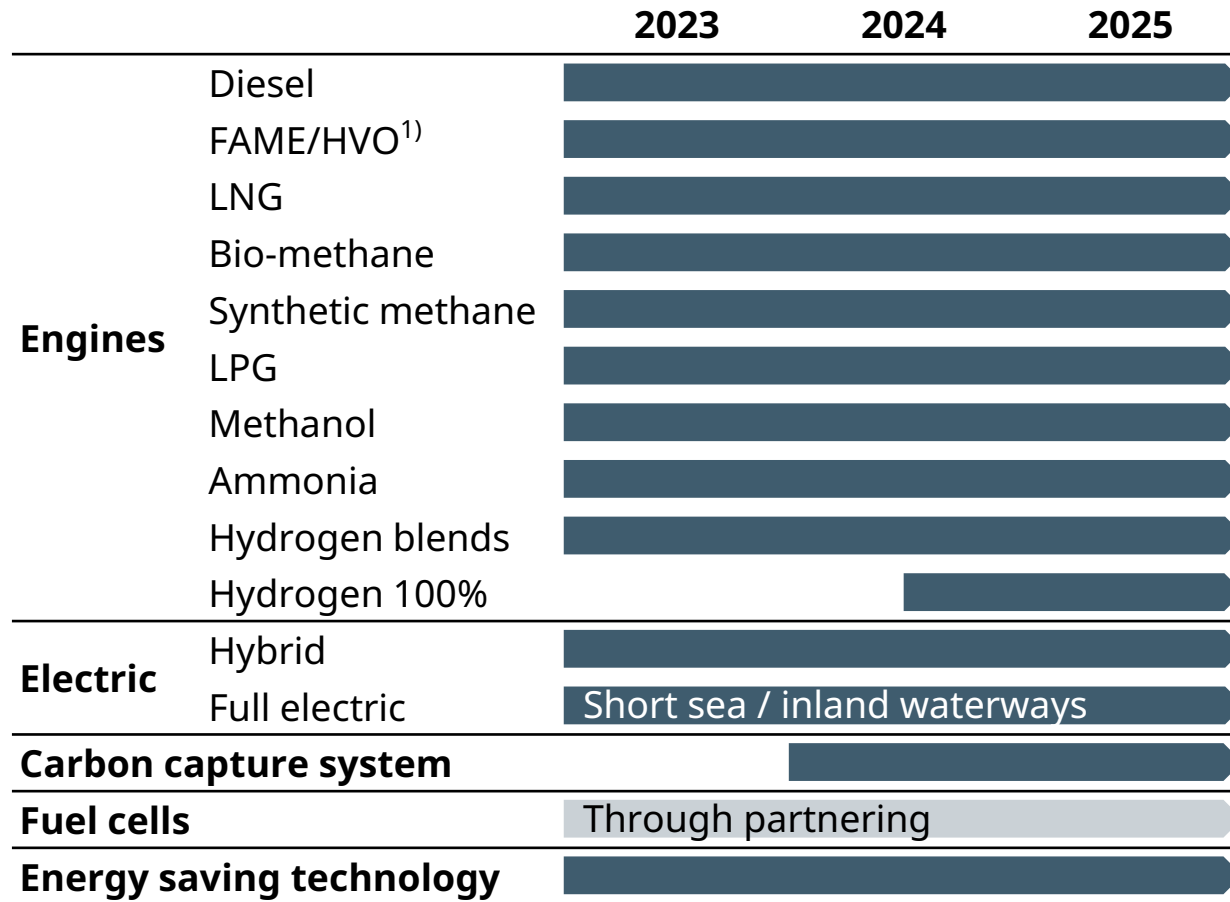 2023 2024 2025
Diesel
FAME/HVO1)
LNG
Bio-methane
Synthetic methane
Engines
LPG
Methanol
Ammonia
Hydrogen blends
Hydrogen 100%
Hybrid
Electric
Full electric Short sea / inland waterways
Carbon capture system
Fuel cells Through partnering
Energy saving technology